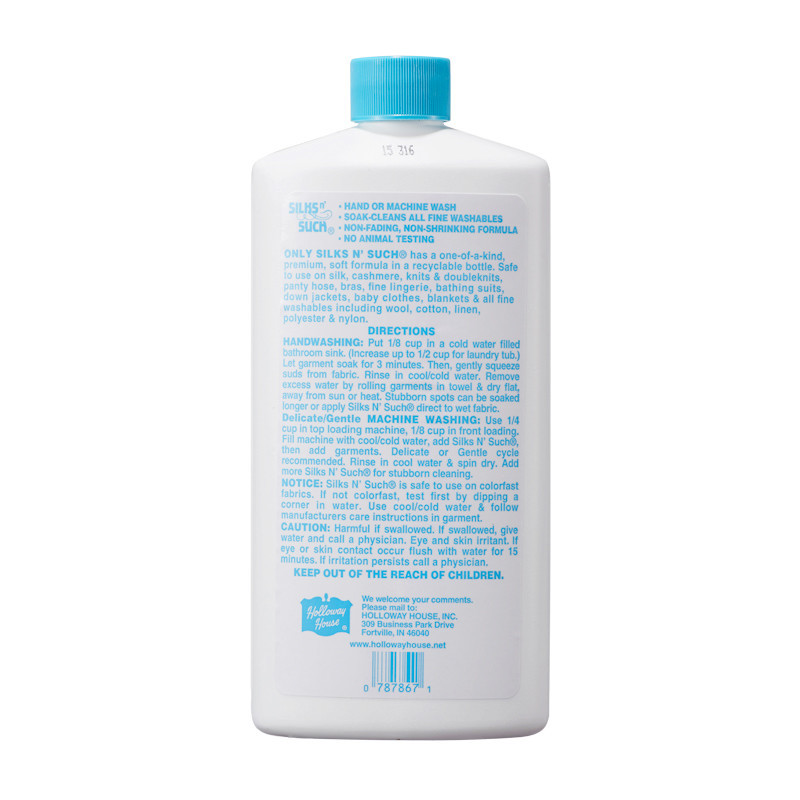 15 316
SILKS n'
SUCH®
• HAND OR MACHINE WASH
• SOAK-CLEANS ALL FINE WASHABLES
• NON-FADING, NON-SHRINKING FORMULA
• NO ANIMAL TESTING
ONLY SILKS N' SUCH® has a one-of-a-kind,
premium, soft formula in a recyclable bottle. Safe
to use on silk, cashmere, knits & doubleknits,
panty hose, bras, fine lingerie, bathing suits,
down jackets, baby clothes, blankets & all fine
washables including wool, cotton, linen,
polyester & nylon.
DIRECTIONS
HANDWASHING: Put 1/8 cup in a cold water filled
bathroom sink. (Increase up to 1/2 cup for laundry tub.)
Let garment soak for 3 minutes. Then, gently squeeze
suds from fabric. Rinse in cool/cold water. Remove
excess water by rolling garments in towel & dry flat,
away from sun or heat. Stubborn spots can be soaked
longer or apply Silks N' Such® direct to wet fabric.
Delicate/Gentle MACHINE WASHING: Use 1/4
cup in top loading machine, 1/8 cup in front loading.
Fill machine with cool/cold water, add Silks N' Such®,
then add garments. Delicate or Gentle cycle
recommended. Rinse in cool water & spin dry. Add
more Silks N' Such® for stubborn cleaning.
NOTICE: Silks N' Such® is safe to use on colorfast
fabrics. If not colorfast, test first by dipping a
corner in water. Use cool/cold water & follow
manufacturers care instructions in garment.
CAUTION: Harmful if swallowed. If swallowed, give
water and call a physician. Eye and skin irritant. If
eye or skin contact occur flush with water for 15
minutes. If irritation persists call a physician.
KEEP OUT OF THE REACH OF CHILDREN.
Holloway
House®
We welcome your comments.
Please mail to:
HOLLOWAY HOUSE, INC.
309 Business Park Drive
Fortville, IN 46040
www.hollowayhouse.net
0 787867 1